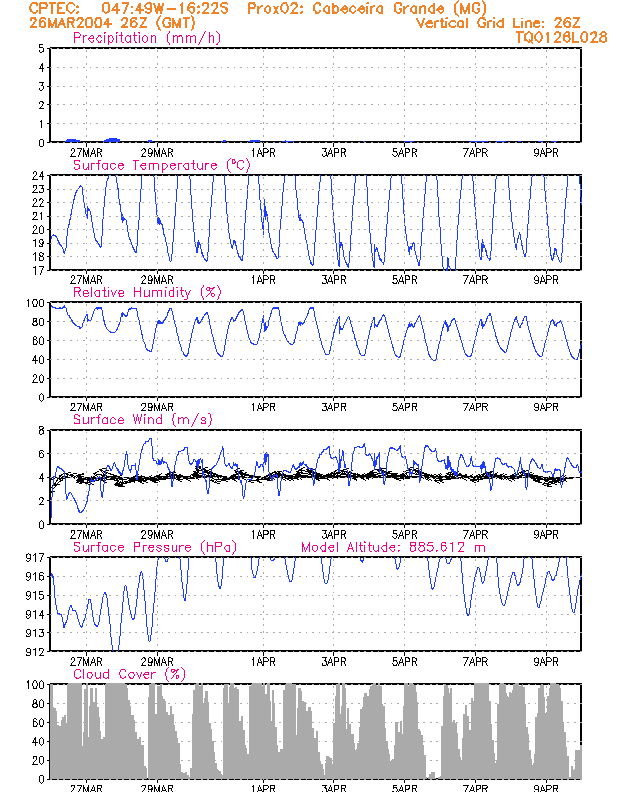 CPTEC: 047:49W-16:22S Prox02: Cabeceira Grande (MG)
26MAR2004 26Z (GMT) Vertical Grid Line: 26Z
Precipitation (mm/h) TQ0126L028
5
4
3
2
1
0
27MAR 29MAR 1APR 3APR 5APR 7APR 9APR
Surface Temperature (°C)
24
23
22
21
20
19
18
17
27MAR 29MAR 1APR 3APR 5APR 7APR 9APR
Relative Humidity (%)
100
80
60
40
20
0
27MAR 29MAR 1APR 3APR 5APR 7APR 9APR
Surface Wind (m/s)
8
6
4
2
0
27MAR 29MAR 1APR 3APR 5APR 7APR 9APR
Surface Pressure (hPa) Model Altitude: 885.612 m
917
916
915
914
913
912
27MAR 29MAR 1APR 3APR 5APR 7APR 9APR
Cloud Cover (%)
100
80
60
40
20
0
27MAR 29MAR 1APR 3APR 5APR 7APR 9APR